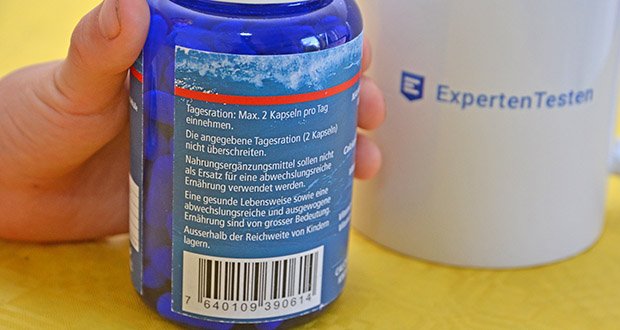 Tagesration: Max. 2 Kapseln pro Tag
einnehmen.
Die angegebene Tagesration (2 Kapseln)
nicht überschreiten.
Nahrungsergänzungsmittel sollen nicht
als Ersatz für eine abwechslungsreiche
Ernährung verwendet werden.
Eine gesunde Lebensweise sowie eine
abwechslungsreiche und ausgewogene
Ernährung sind von grosser Bedeutung.
Ausserhalb der Reichweite von Kindern
lagern.
7 640109 390614
ExpertenTesten